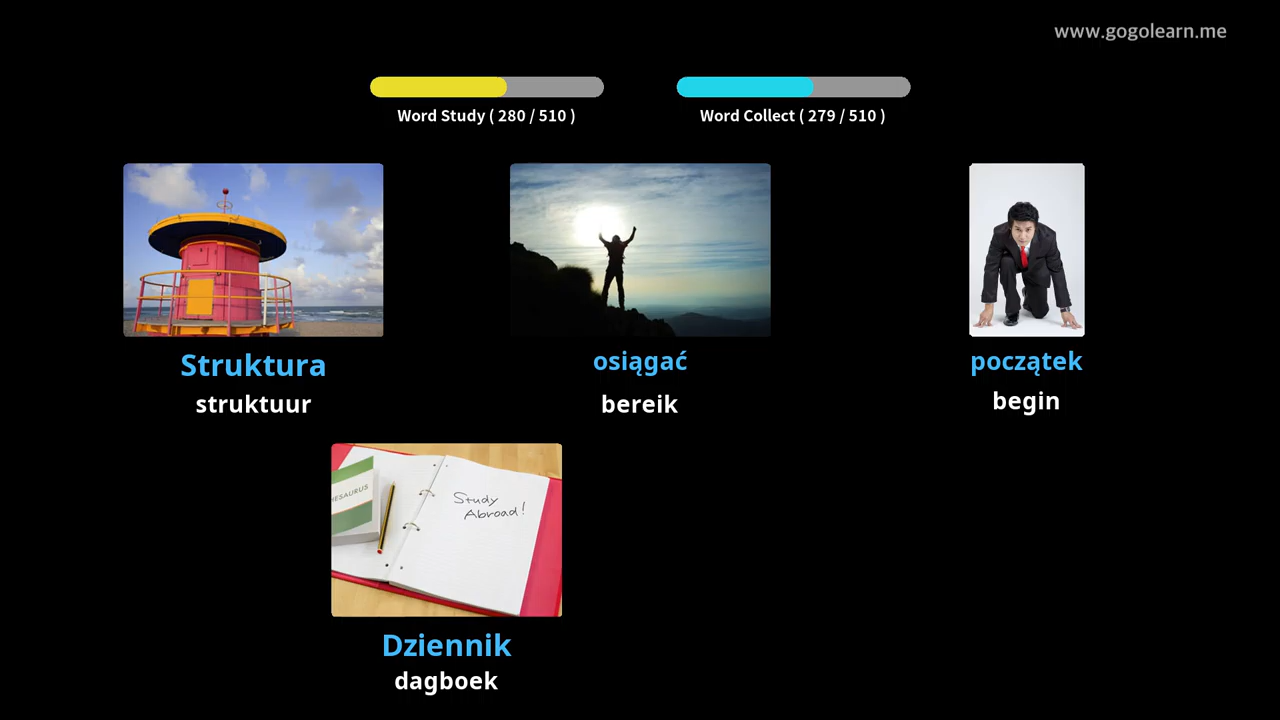 www.gogolearn.me
Word Study ( 280 / 510 )
Word Collect ( 279 / 510 )
Struktura
struktuur
osiągać
bereik
początek
begin
HESAURUS
Study
Abroad!
Dziennik
dagboek